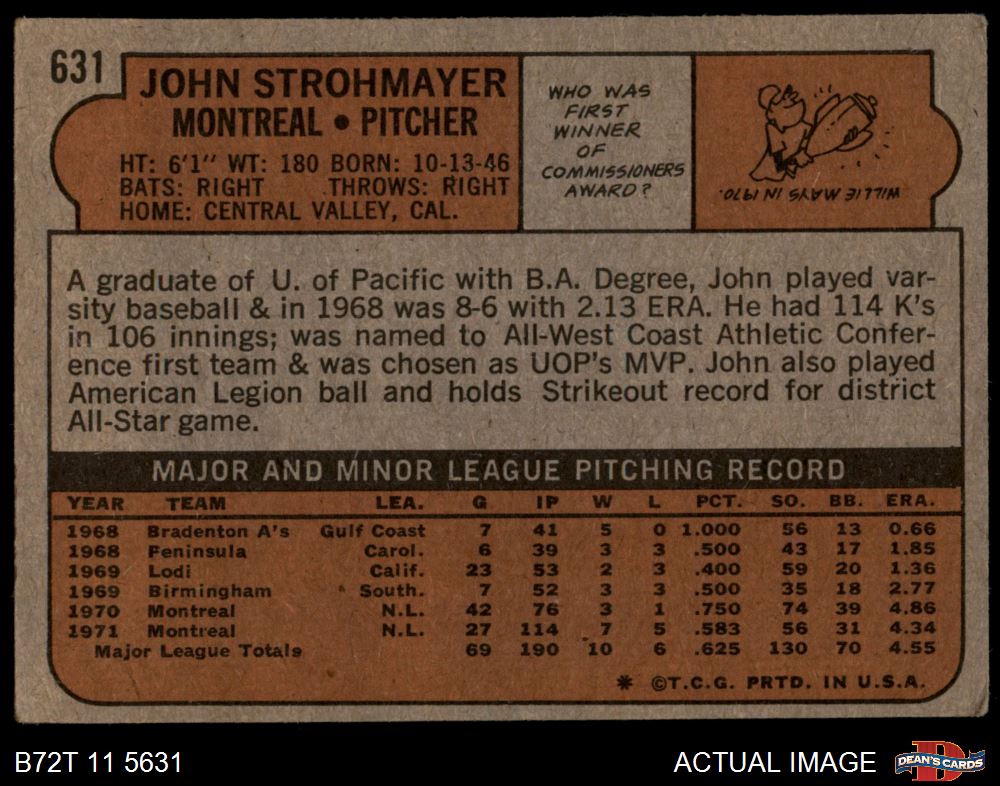 631
JOHN STROHMAYER
MONTREAL • PITCHER
HT: 6'1" WT: 180 BORN: 10-13-46
BATS: RIGHT THROWS: RIGHT
HOME: CENTRAL VALLEY, CAL.
WHO WAS
FIRST
WINNER
OF
COMMISSIONERS
AWARD?
WILLIE MAYS IN 1970.
A graduate of U. of Pacific with B.A. Degree, John played var-
sity baseball & in 1968 was 8-6 with 2.13 ERA. He had 114 K's
in 106 innings; was named to All-West Coast Athletic Confer-
ence first team & was chosen as UOP's MVP. John also played
American Legion ball and holds Strikeout record for district
All-Star game.
MAJOR AND MINOR LEAGUE PITCHING RECORD
YEAR TEAM LEA. G IP W L PCT. SO. BB. ERA.
1968 Bradenton A's Gulf Coast 7 41 5 0 1.000 56 13 0.66
1968 Peninsula Carol. 6 39 3 3 .500 43 17 1.85
1969 Lodi Calif. 23 53 2 3 .400 59 20 1.36
1969 Birmingham South. 7 52 3 3 .500 35 18 2.77
1970 Montreal N.L. 42 76 3 1 .750 74 39 4.86
1971 Montreal N.L. 27 114 7 5 .583 56 31 4.34
Major League Totals 69 190 10 6 .625 130 70 4.55
* ©T.C.G. PRTD. IN U.S.A.
B72T 11 5631
ACTUAL IMAGE
D
DEAN'S CARDS